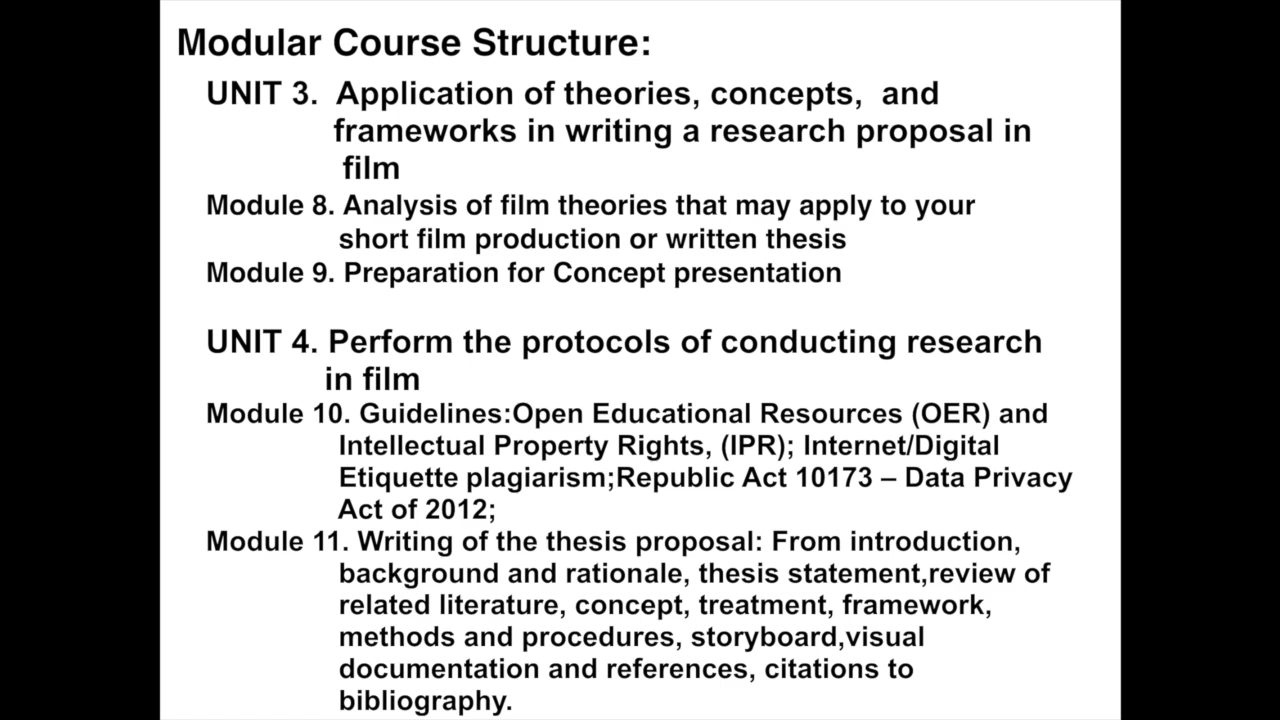 Modular Course Structure:
UNIT 3.  Application of theories, concepts,  and
frameworks in writing a research proposal in
film
Module 8. Analysis of film theories that may apply to your
short film production or written thesis
Module 9. Preparation for Concept presentation
UNIT 4. Perform the protocols of conducting research
in film
Module 10. Guidelines:Open Educational Resources (OER) and
Intellectual Property Rights, (IPR); Internet/Digital
Etiquette plagiarism;Republic Act 10173 – Data Privacy
Act of 2012;
Module 11. Writing of the thesis proposal: From introduction,
background and rationale, thesis statement,review of
related literature, concept, treatment, framework,
methods and procedures, storyboard,visual
documentation and references, citations to
bibliography.